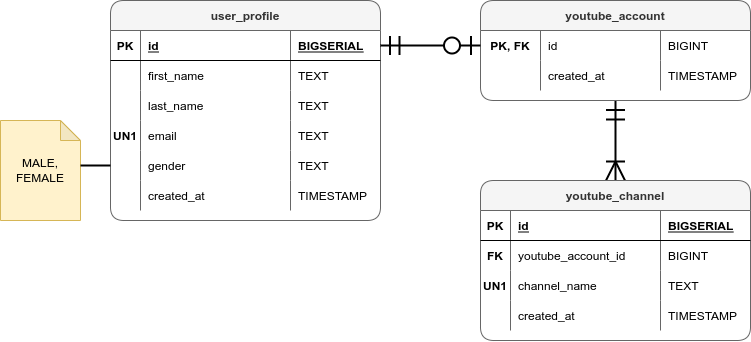 user_profile
PK id BIGSERIAL
first_name TEXT
last_name TEXT
UN1 email TEXT
gender TEXT
created_at TIMESTAMP
MALE,
FEMALE
youtube_account
PK, FK id BIGINT
created_at TIMESTAMP
youtube_channel
PK id BIGSERIAL
FK youtube_account_id BIGINT
UN1 channel_name TEXT
created_at TIMESTAMP